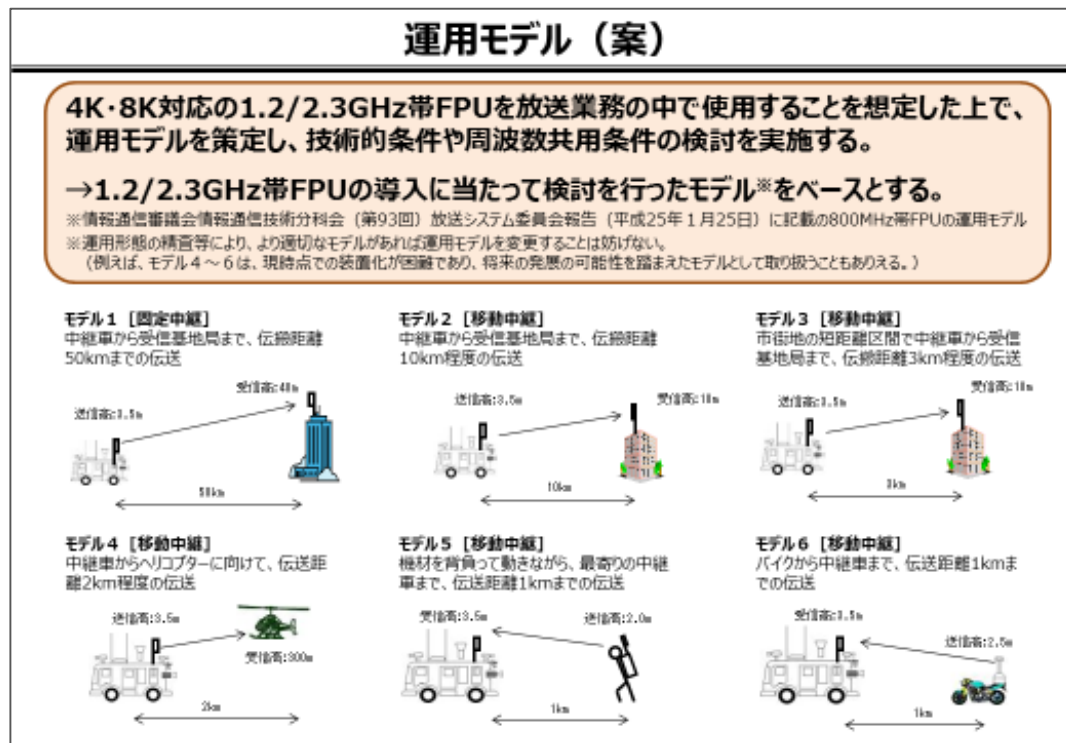 運用モデル（案）
4K・8K対応の1.2/2.3GHz帯FPUを放送業務の中で使用することを想定した上で、
運用モデルを策定し、技術的条件や周波数共用条件の検討を実施する。
→1.2/2.3GHz帯FPUの導入に当たって検討を行ったモデル※をベースとする。
※情報通信審議会情報通信技術分科会（第93回）放送システム委員会報告（平成25年１月25日）に記載の800MHz帯FPUの運用モデル
※運用形態の精査等により、より適切なモデルがあれば運用モデルを変更することは妨げない。
（例えば、モデル４～６は、現時点での装置化が困難であり、将来の発展の可能性を踏まえたモデルとして取り扱うこともありえる。）
モデル１［固定中継］
中継車から受信基地局まで、伝搬距離
50kmまでの伝送
受信高:40m
送信高:3.5m
50km
モデル２［移動中継］
中継車から受信基地局まで、伝搬距離
10km程度の伝送
送信高:3.5m
受信高:10m
10km
モデル３［移動中継］
市街地の短距離区間で中継車から受信
基地局まで、伝搬距離3km程度の伝送
送信高:3.5m
受信高:10m
3km
モデル４［移動中継］
中継車からヘリコプターに向けて、伝送距
離2km程度の伝送
送信高:3.5m
受信高:300m
2km
モデル５［移動中継］
機材を背負って動きながら、最寄りの中継
車まで、伝送距離1kmまでの伝送
受信高:3.5m
送信高:2.0m
1km
モデル６［移動中継］
バイクから中継車まで、伝送距離1kmま
での伝送
受信高:3.5m
送信高:2.5m
1km